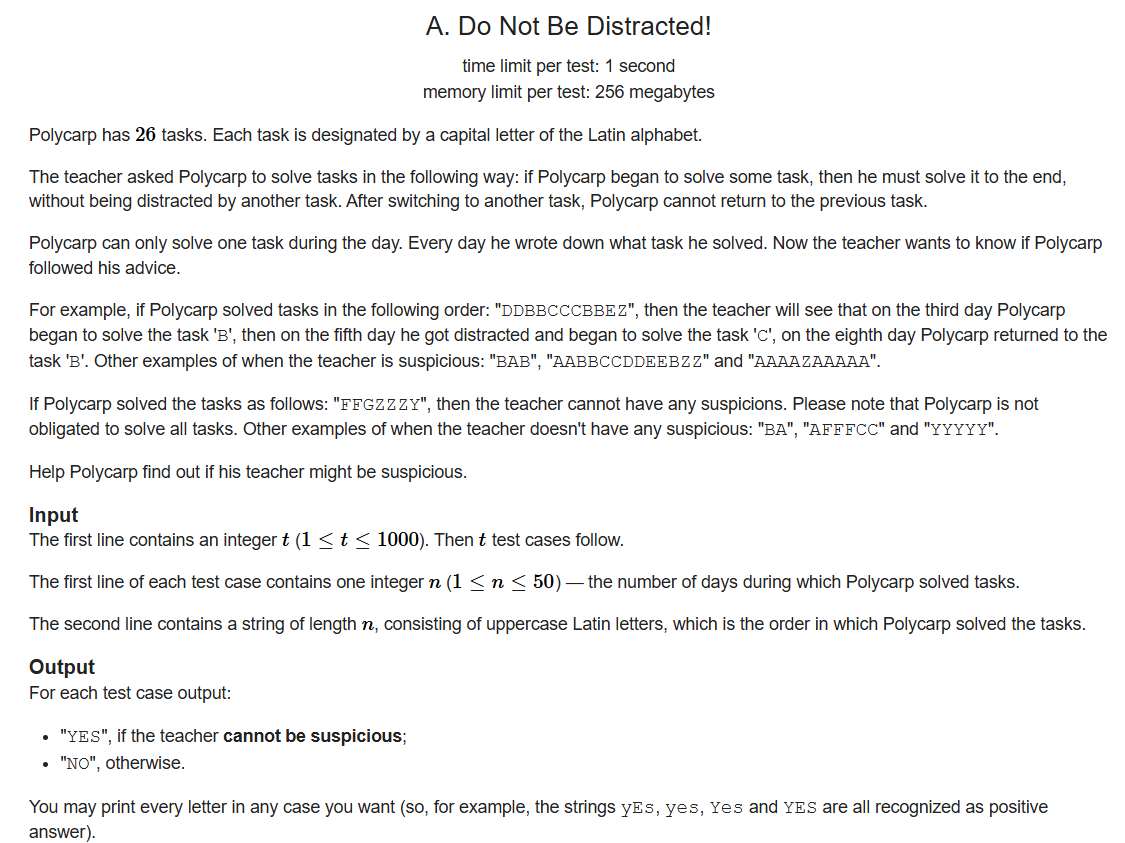 A. Do Not Be Distracted!
time limit per test: 1 second
memory limit per test: 256 megabytes
Polycarp has 26 tasks. Each task is designated by a capital letter of the Latin alphabet.
The teacher asked Polycarp to solve tasks in the following way: if Polycarp began to solve some task, then he must solve it to the end,
without being distracted by another task. After switching to another task, Polycarp cannot return to the previous task.
Polycarp can only solve one task during the day. Every day he wrote down what task he solved. Now the teacher wants to know if Polycarp
followed his advice.
For example, if Polycarp solved tasks in the following order: "DDBBCCCBBEZ", then the teacher will see that on the third day Polycarp
began to solve the task 'B', then on the fifth day he got distracted and began to solve the task 'C', on the eighth day Polycarp returned to the
task 'B'. Other examples of when the teacher is suspicious: "BAB", "AABBCCDDEEBZZ" and "AAAAZAAAAA".
If Polycarp solved the tasks as follows: "FFGZZZY", then the teacher cannot have any suspicions. Please note that Polycarp is not
obligated to solve all tasks. Other examples of when the teacher doesn't have any suspicious: "BA", "AFFFCC" and "YYYYY".
Help Polycarp find out if his teacher might be suspicious.
Input
The first line contains an integer t (1 ≤ t ≤ 1000). Then t test cases follow.
The first line of each test case contains one integer n (1 ≤ n ≤ 50) — the number of days during which Polycarp solved tasks.
The second line contains a string of length n, consisting of uppercase Latin letters, which is the order in which Polycarp solved the tasks.
Output
For each test case output:
• "YES", if the teacher cannot be suspicious;
• "NO", otherwise.
You may print every letter in any case you want (so, for example, the strings yEs, yes, Yes and YES are all recognized as positive
answer).